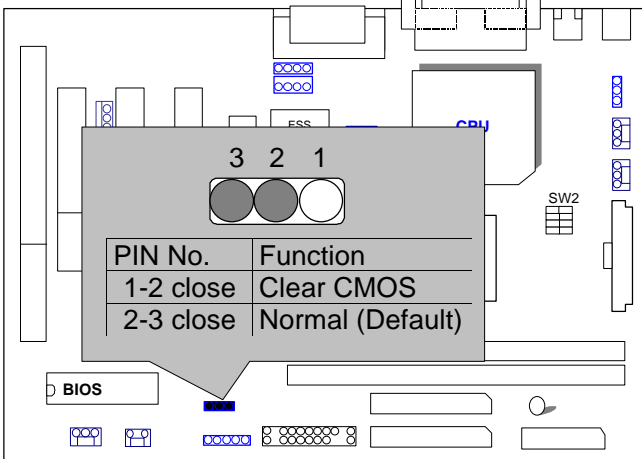 ESS
CPU
3 2 1
SW2
PIN No. Function
1-2 close Clear CMOS
2-3 close Normal (Default)
BIOS